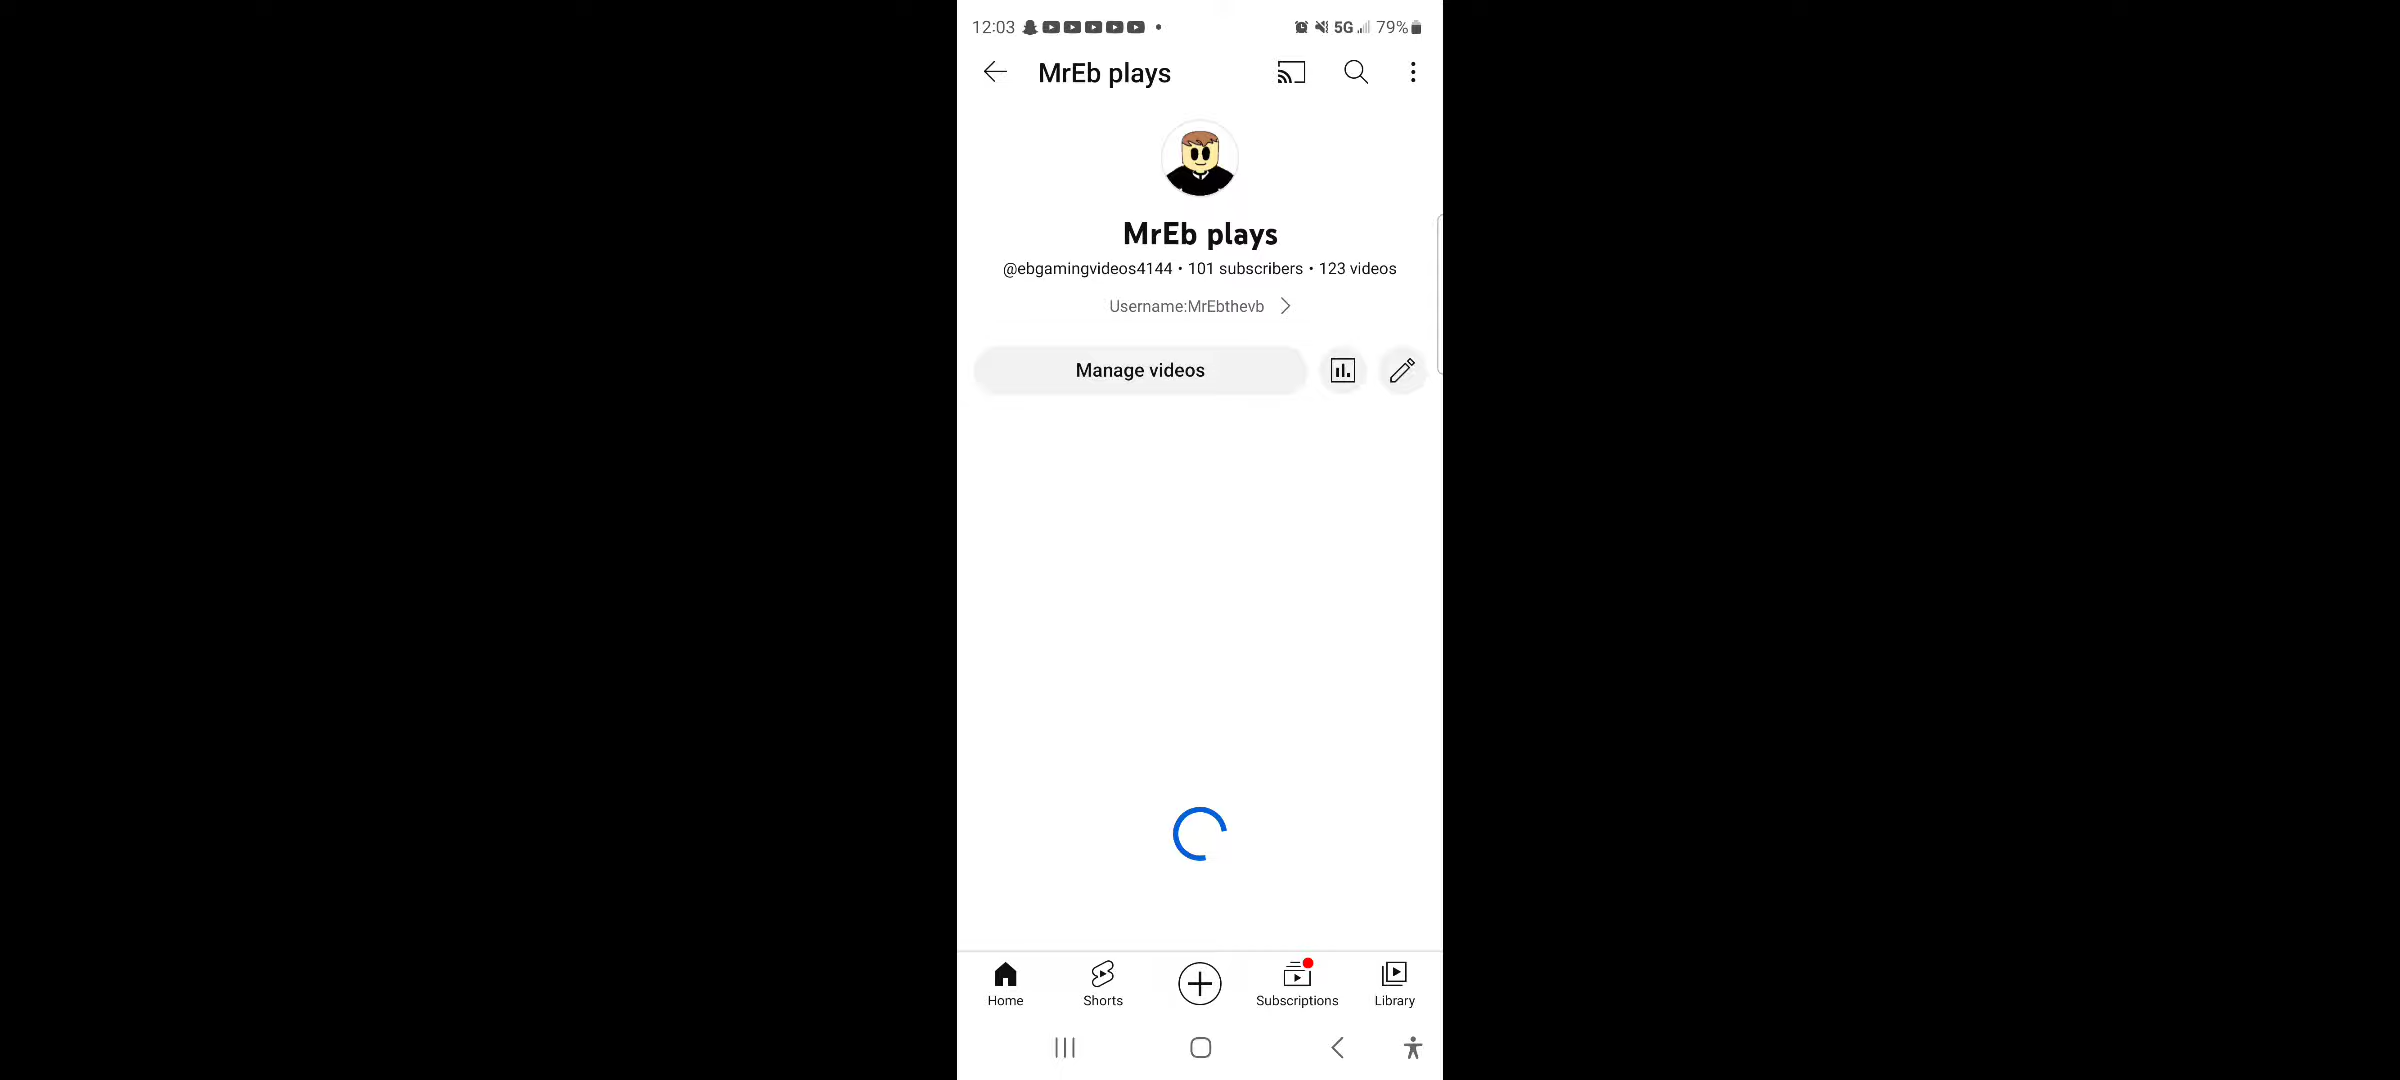 12:03 5G 79%
MrEb plays
MrEb plays
@ebgamingvideos4144 • 101 subscribers • 123 videos
Username:MrEbthevb
Manage videos
Home Shorts Subscriptions Library